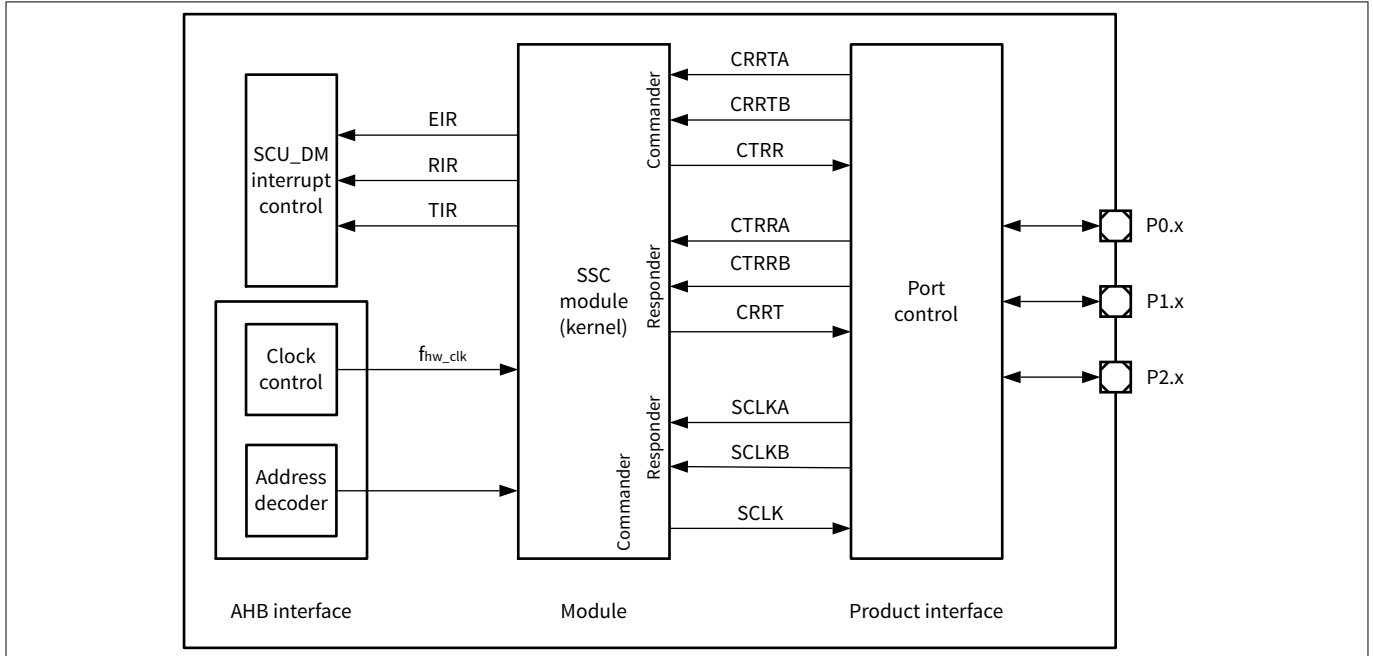 SCU_DM
interrupt
control
EIR
RIR
TIR
Clock
control
fhw_clk
Address
decoder
AHB interface
SSC
module
(kernel)
Commander
Responder
Responder
Commander
Module
CRRTA
CRRTB
CTRR
CTRRA
CTRRB
CRRT
SCLKA
SCLKB
SCLK
Port
control
Product interface
P0.x
P1.x
P2.x